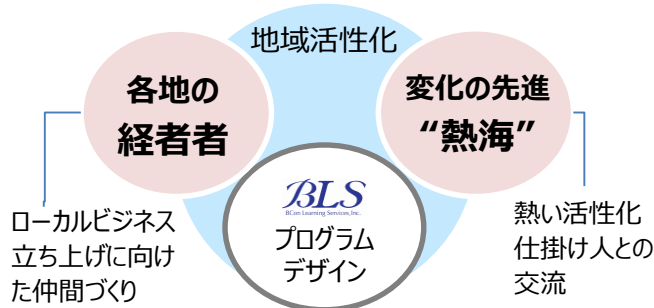 地域活性化
各地の
経者者
変化の先進
“熱海”
BLS
BCon Learning Services, Inc.
プログラム
デザイン
ローカルビジネス
立ち上げに向け
た仲間づくり
熱い活性化
仕掛け人との
交流